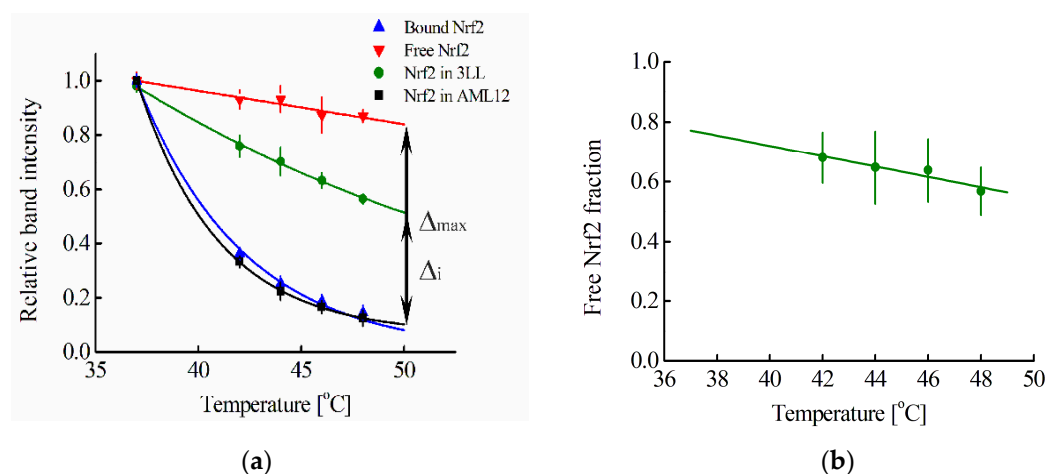 Bound Nrf2
Free Nrf2
Nrf2 in 3LL
Nrf2 in AML12
Relative band intensity
1.0
0.8
0.6
0.4
0.2
0.0
Δmax
Δi
35
40
45
50
Temperature [°C]
(a)
Free Nrf2 fraction
1.0
0.8
0.6
0.4
0.2
0.0
36
38
40
42
44
46
48
50
Temperature [°C]
(b)